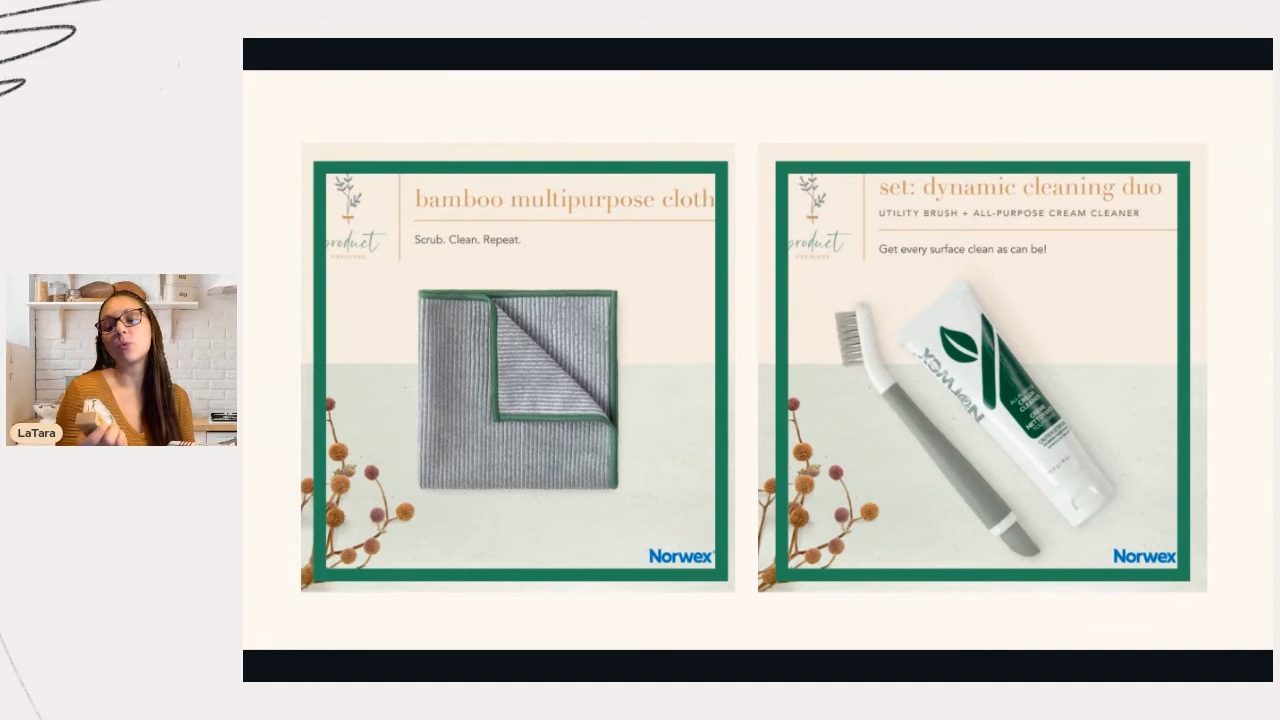 bamboo multipurpose cloth
Scrub. Clean. Repeat.
product
PREMIERE
Norwex
set: dynamic cleaning duo
UTILITY BRUSH + ALL-PURPOSE CREAM CLEANER
Get every surface clean as can be!
product
PREMIERE
NORWEX
Norwex
LaTara